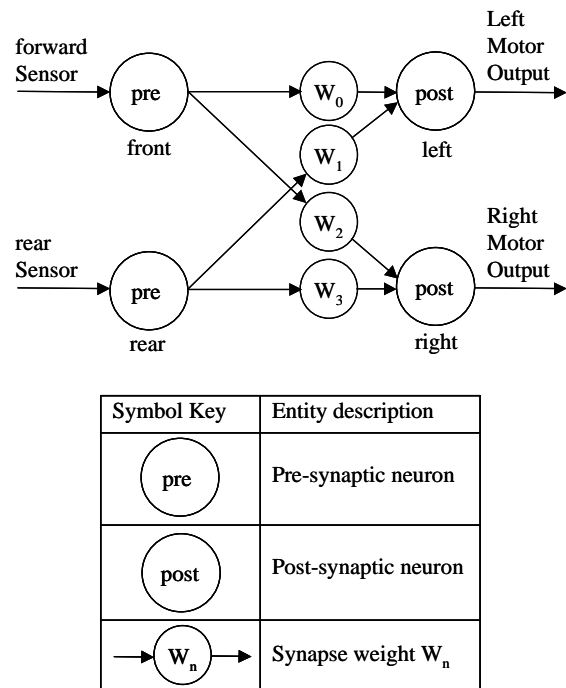 forward
Sensor
pre
front
W0
W1
W2
W3
post
left
Left
Motor
Output
rear
Sensor
pre
rear
post
right
Right
Motor
Output
Symbol Key
Entity description
pre
Pre-synaptic neuron
post
Post-synaptic neuron
Wn
Synapse weight Wn